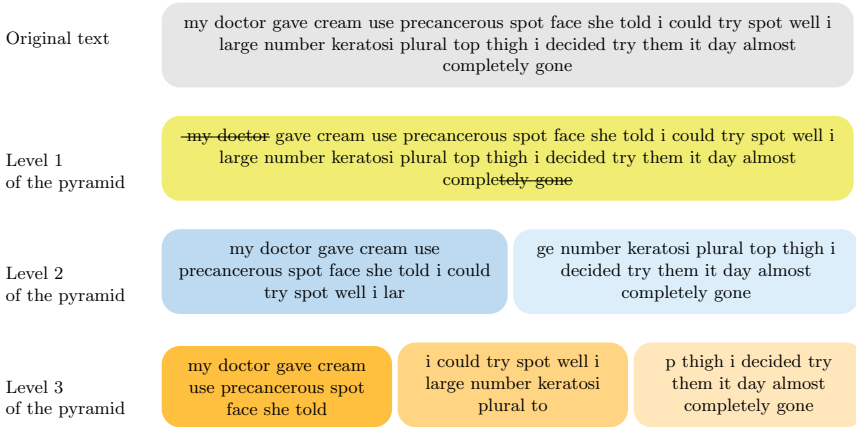 Original text
my doctor gave cream use precancerous spot face she told i could try spot well i
large number keratosi plural top thigh i decided try them it day almost
completely gone
Level 1
of the pyramid
my doctor gave cream use precancerous spot face she told i could try spot well i
large number keratosi plural top thigh i decided try them it day almost
completely gone
Level 2
of the pyramid
my doctor gave cream use
precancerous spot face she told i could
try spot well i lar
ge number keratosi plural top thigh i
decided try them it day almost
completely gone
Level 3
of the pyramid
my doctor gave cream
use precancerous spot
face she told
i could try spot well i
large number keratosi
plural to
p thigh i decided try
them it day almost
completely gone